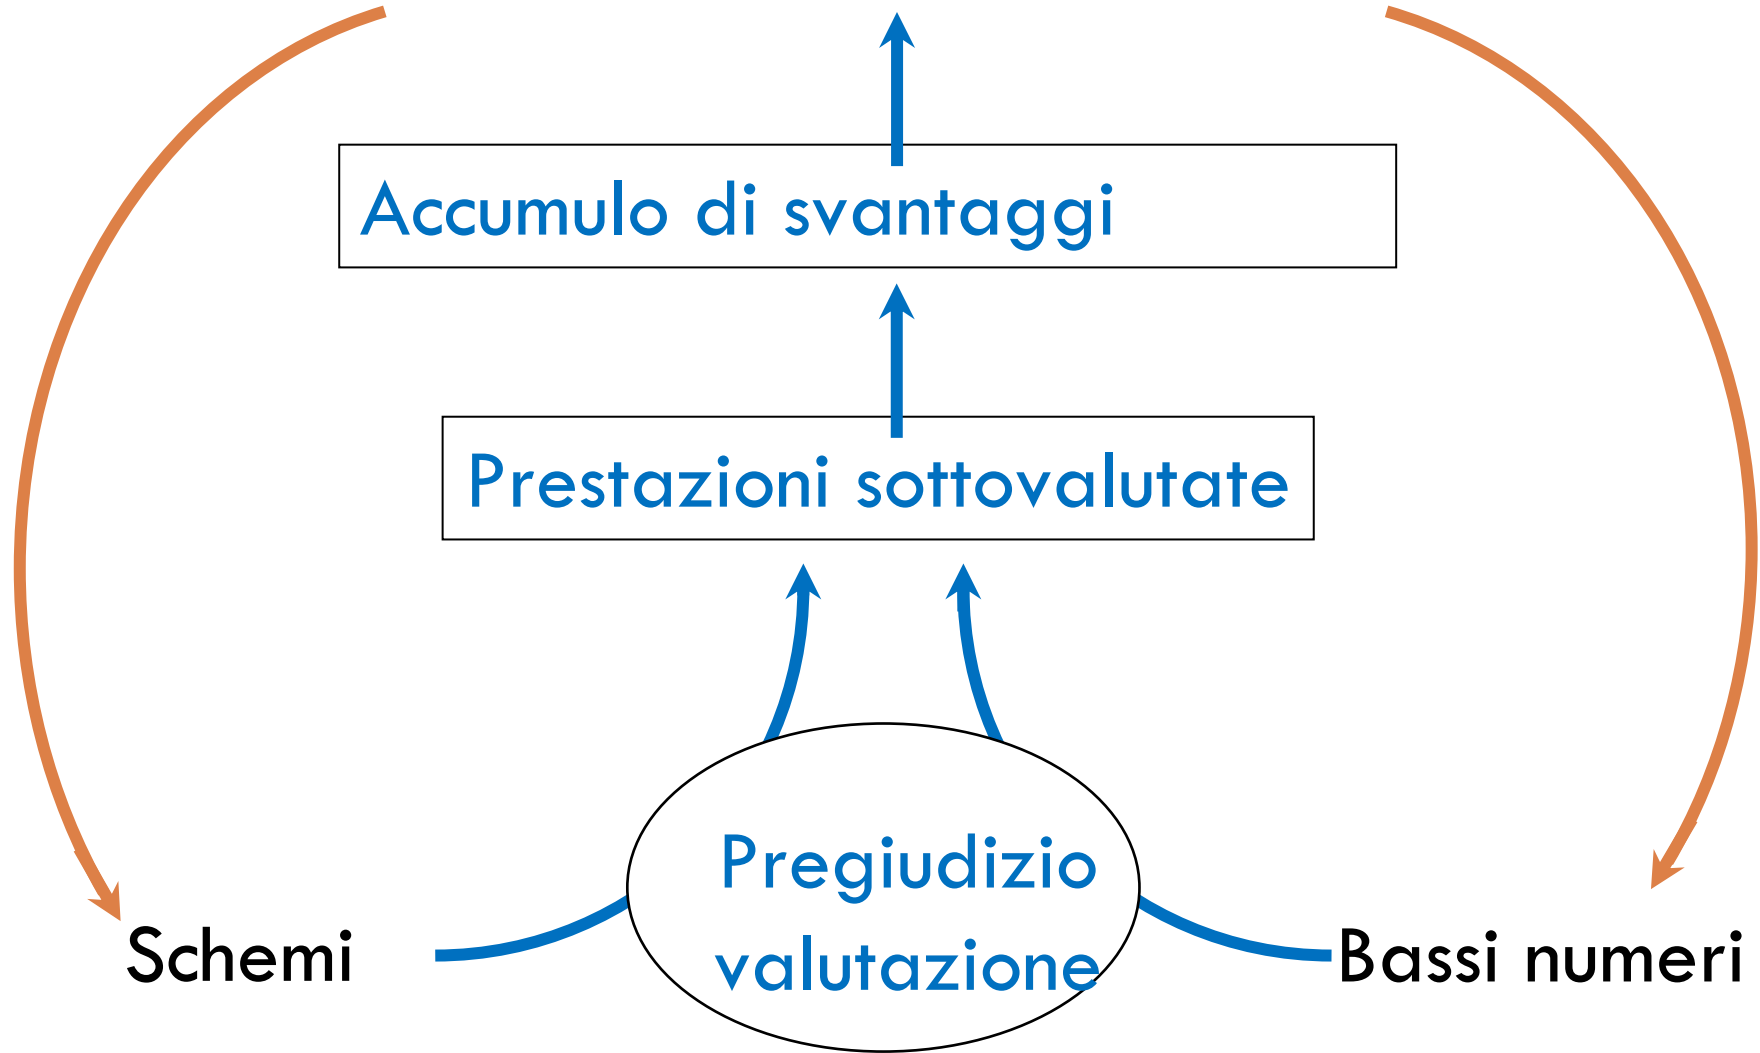 Accumulo di svantaggi
Prestazioni sottovalutate
Pregiudizio
valutazione
Schemi
Bassi numeri